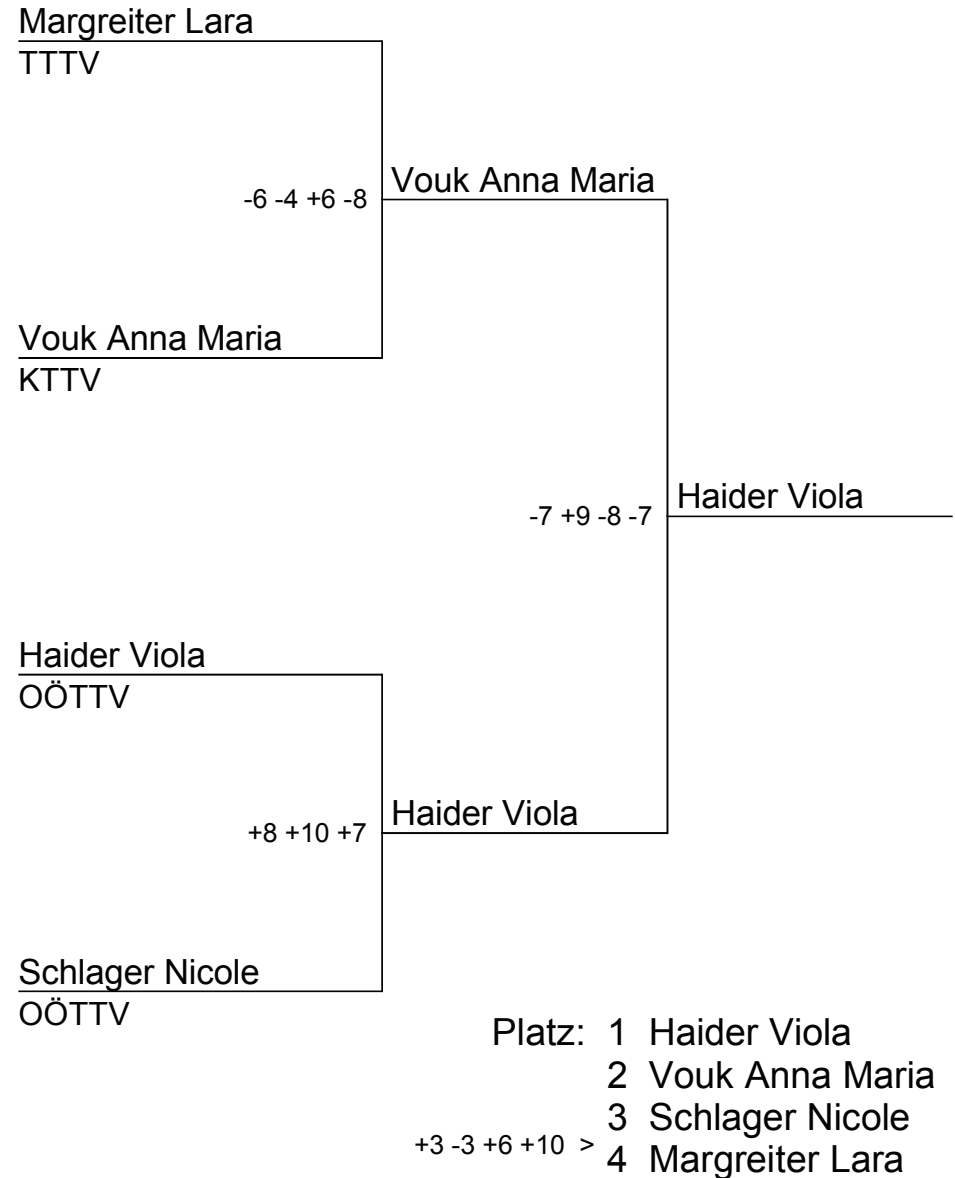 Margreiter Lara
TTTV
-6 -4 +6 -8
Vouk Anna Maria
Vouk Anna Maria
KTTV
-7 +9 -8 -7
Haider Viola
Haider Viola
OÖTTV
+8 +10 +7
Haider Viola
Schlager Nicole
OÖTTV
Platz: 1 Haider Viola
2 Vouk Anna Maria
3 Schlager Nicole
+3 -3 +6 +10 >
4 Margreiter Lara